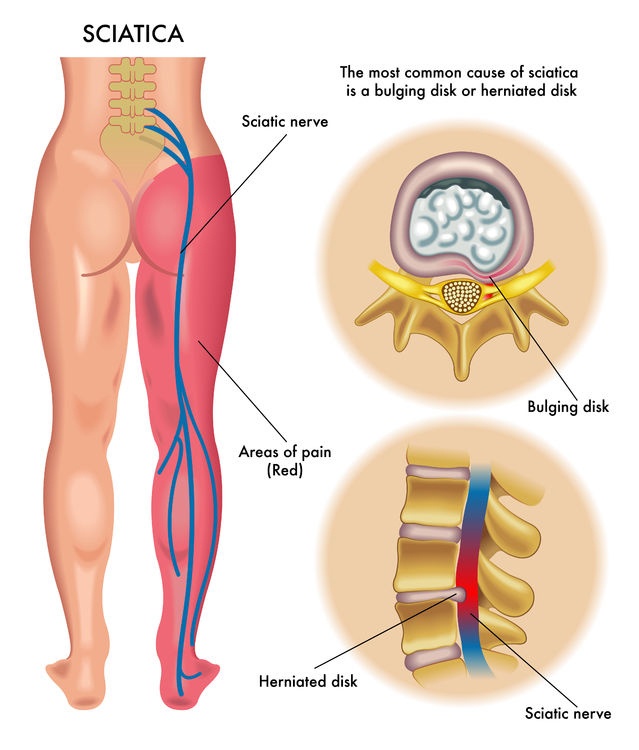 SCIATICA
The most common cause of sciatica
is a bulging disk or herniated disk
Sciatic nerve
Bulging disk
Areas of pain
(Red)
Herniated disk
Sciatic nerve